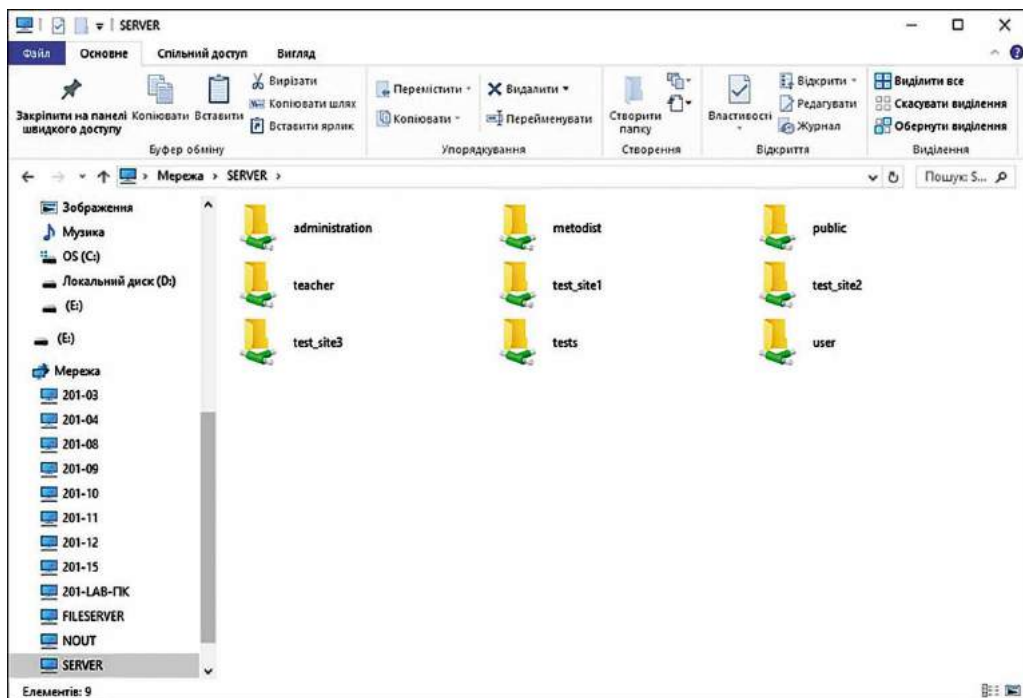 SERVER
Файл Основне Спільний доступ Вигляд
Закріпити на панелі швидкого доступу
Копіювати
Вставити
Вирізати
Копіювати шлях
Вставити ярлик
Буфер обміну
Перемістити
Копіювати
Видалити
Перейменувати
Упорядкування
Створити папку
Створення
Властивості
Відкрити
Редагувати
Журнал
Відкриття
Виділити все
Скасувати виділення
Обернути виділення
Виділення
Мережа > SERVER >
Пошук: S...
Зображення
Музика
OS (C:)
Локальний диск (D:)
(E:)
(E:)
Мережа
201-03
201-04
201-08
201-09
201-10
201-11
201-12
201-15
201-LAB-ПК
FILESERVER
NOUT
SERVER
administration metodist public
teacher test_site1 test_site2
test_site3 tests user
Елементів: 9